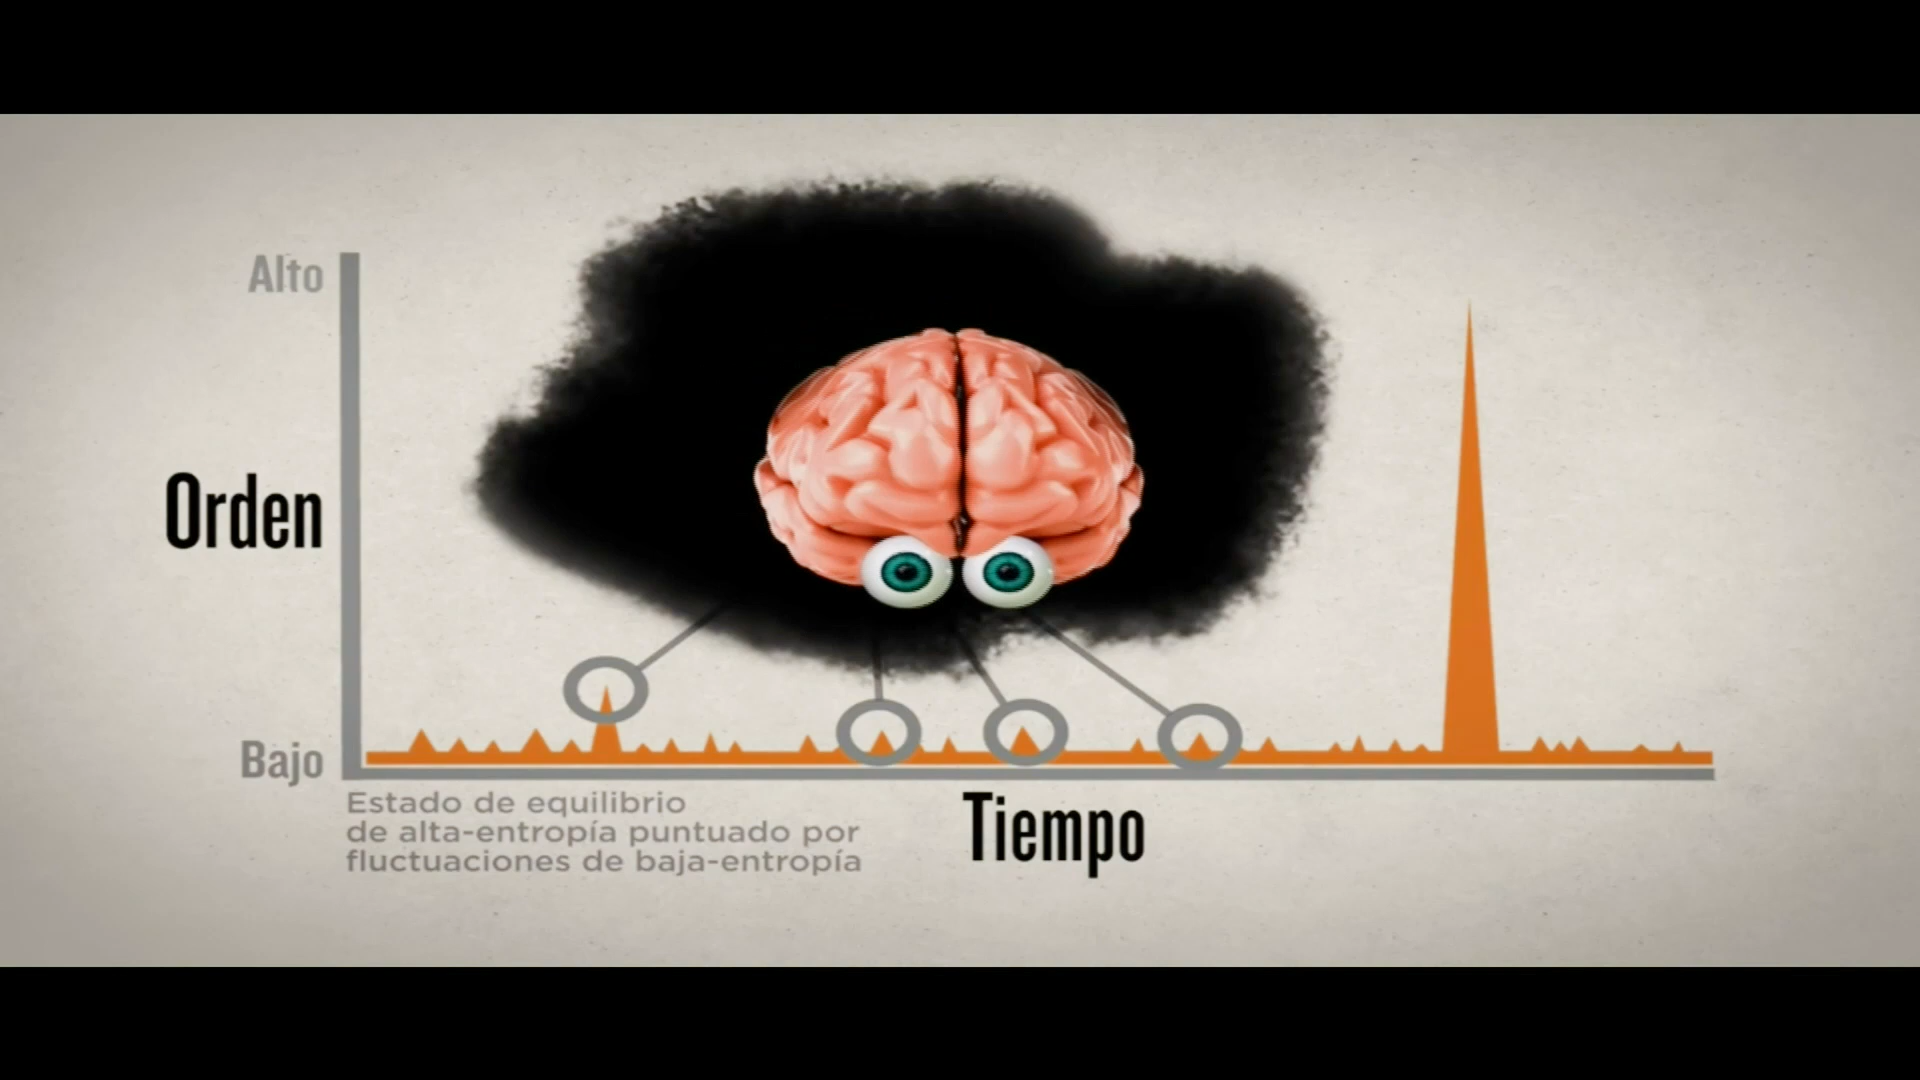 Alto
Orden
Bajo
Estado de equilibrio
de alta-entropía puntuado por
fluctuaciones de baja-entropía
Tiempo